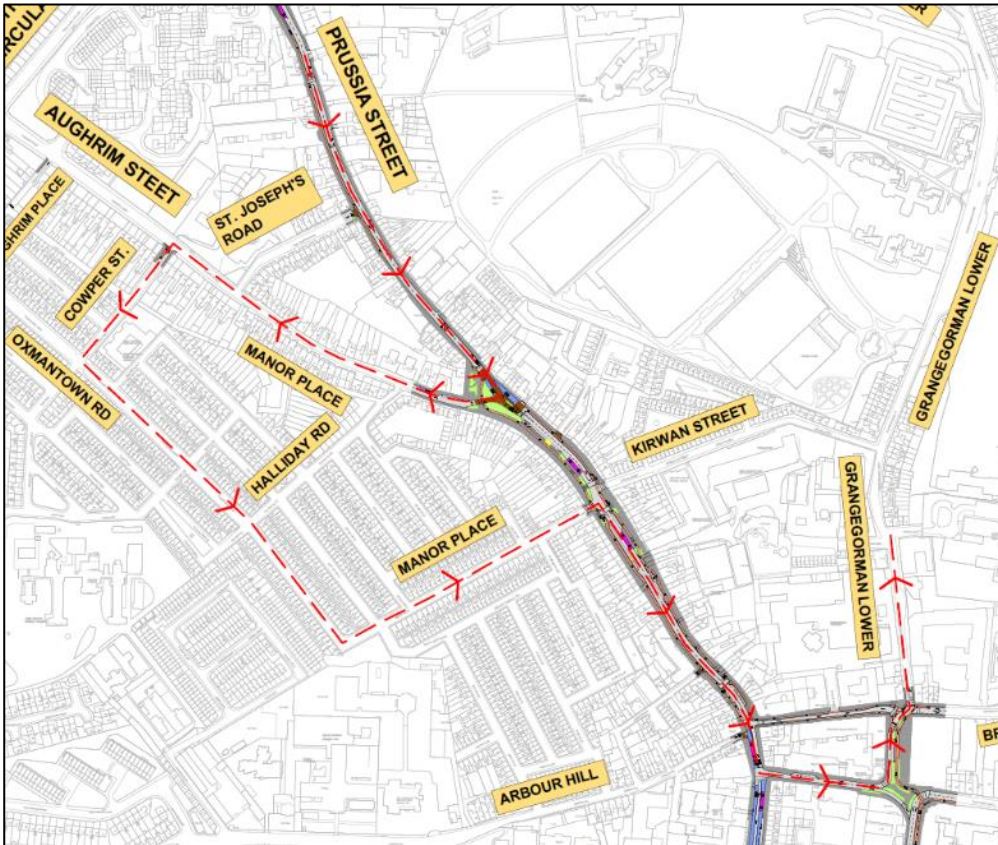 PRUSSIA STREET
AUGHRIM STEET
ST. JOSEPH'S
ROAD
COWPER ST.
OXMANTOWN RD
MANOR PLACE
HALLIDAY RD
KIRWAN STREET
GRANGEGORMAN LOWER
MANOR PLACE
GRANGEGORMAN LOWER
ARBOUR HILL